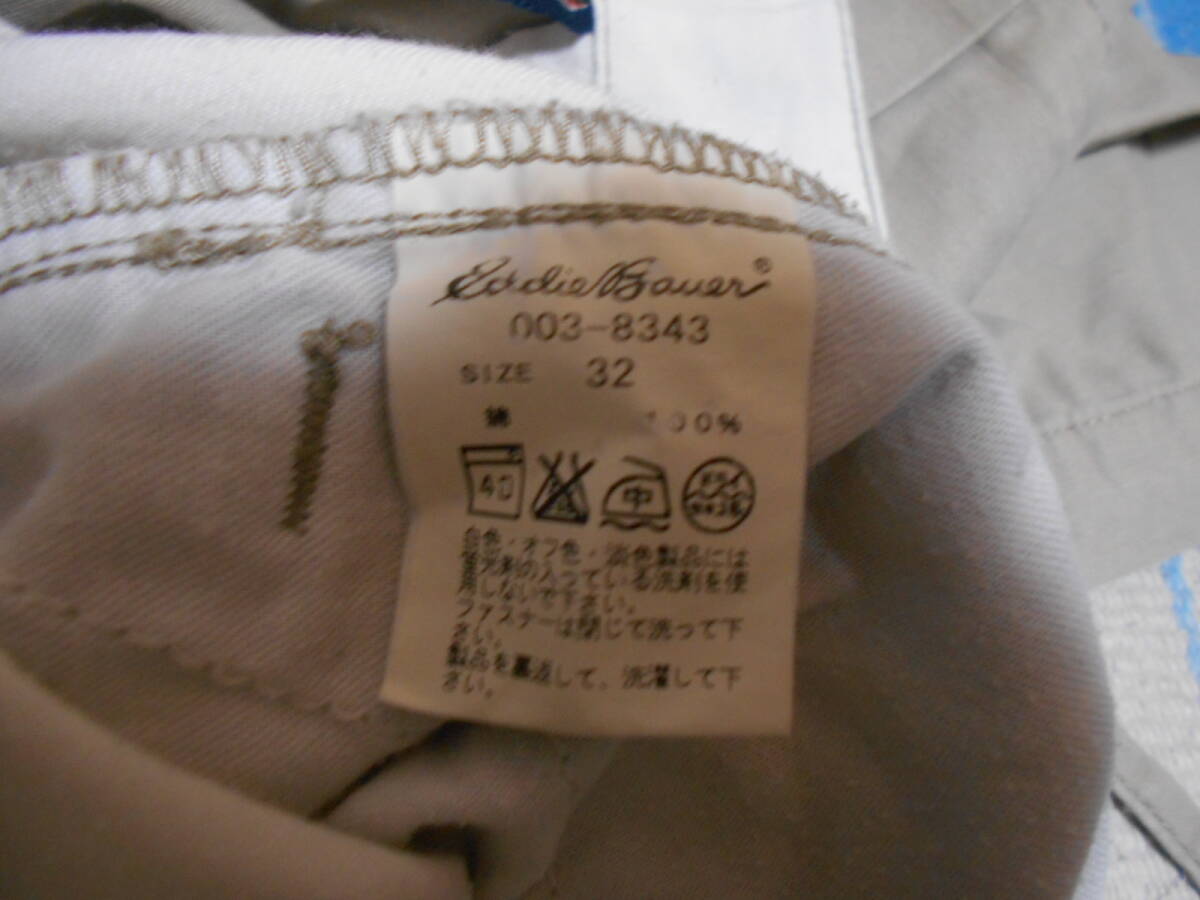 Eddie Bauer®
003-8343
SIZE 32
綿 100%
40 中
白色・オフ色・淡色製品には
蛍光剤の入っている洗剤を使
用しないで下さい。
ファスナーは閉じて洗って下
さい。
製品を裏返して、洗濯して下
さい。